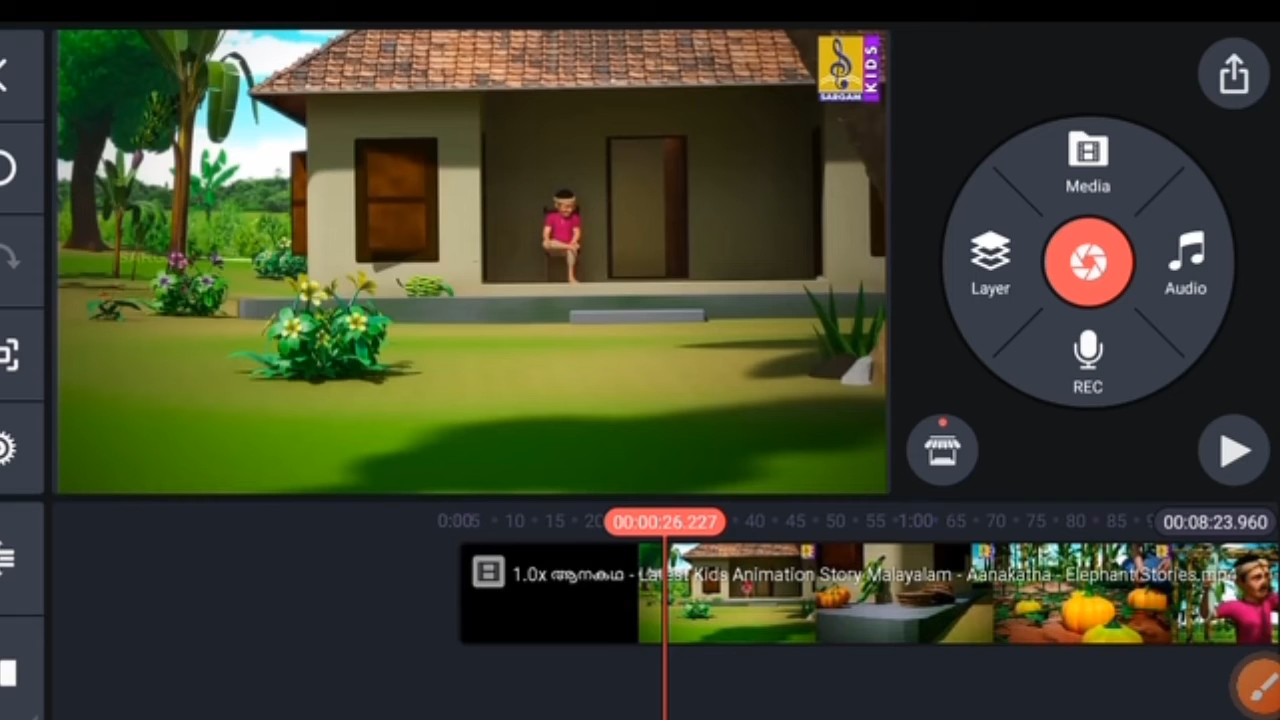 SARGAM
KIDS
Media
Layer
Audio
REC
0:00 5 10 15 20 00:00:26.227 40 45 50 55 1:00 65 70 75 80 85 00:08:23.960
1.0x ആനകഥ - Latest Kids Animation Story Malayalam - Aanakatha - Elephant Stories.mp4